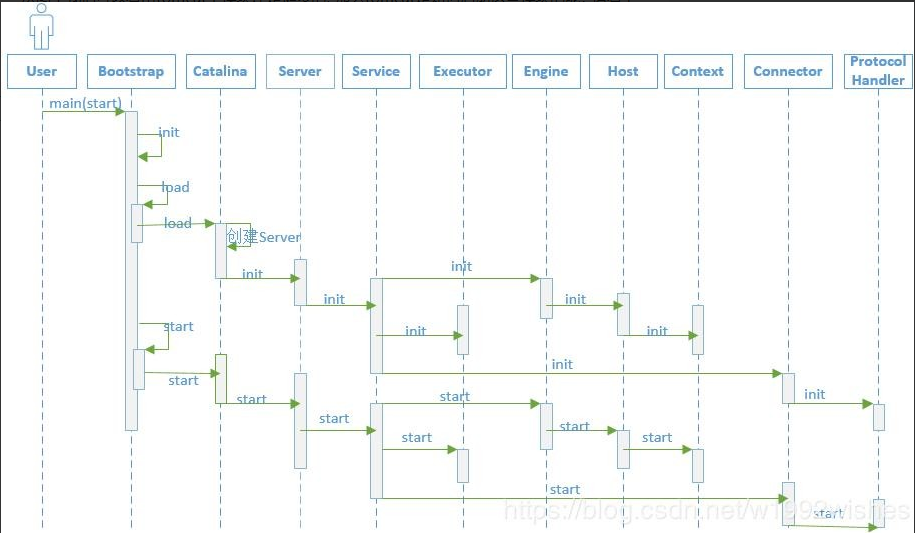 User
Bootstrap
Catalina
Server
Service
Executor
Engine
Host
Context
Connector
Protocol
Handler
main(start)
init
load
load
创建Server
init
init
init
init
init
init
init
init
start
start
start
start
start
start
start
start
start
start
https://blog.csdn.net/w1992wishes